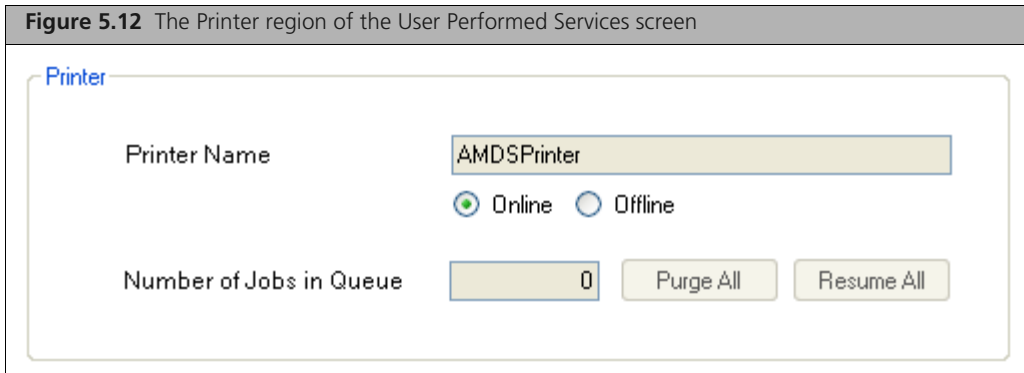 Figure 5.12 The Printer region of the User Performed Services screen
Printer
Printer Name AMDSPrinter
Online Offline
Number of Jobs in Queue 0 Purge All Resume All